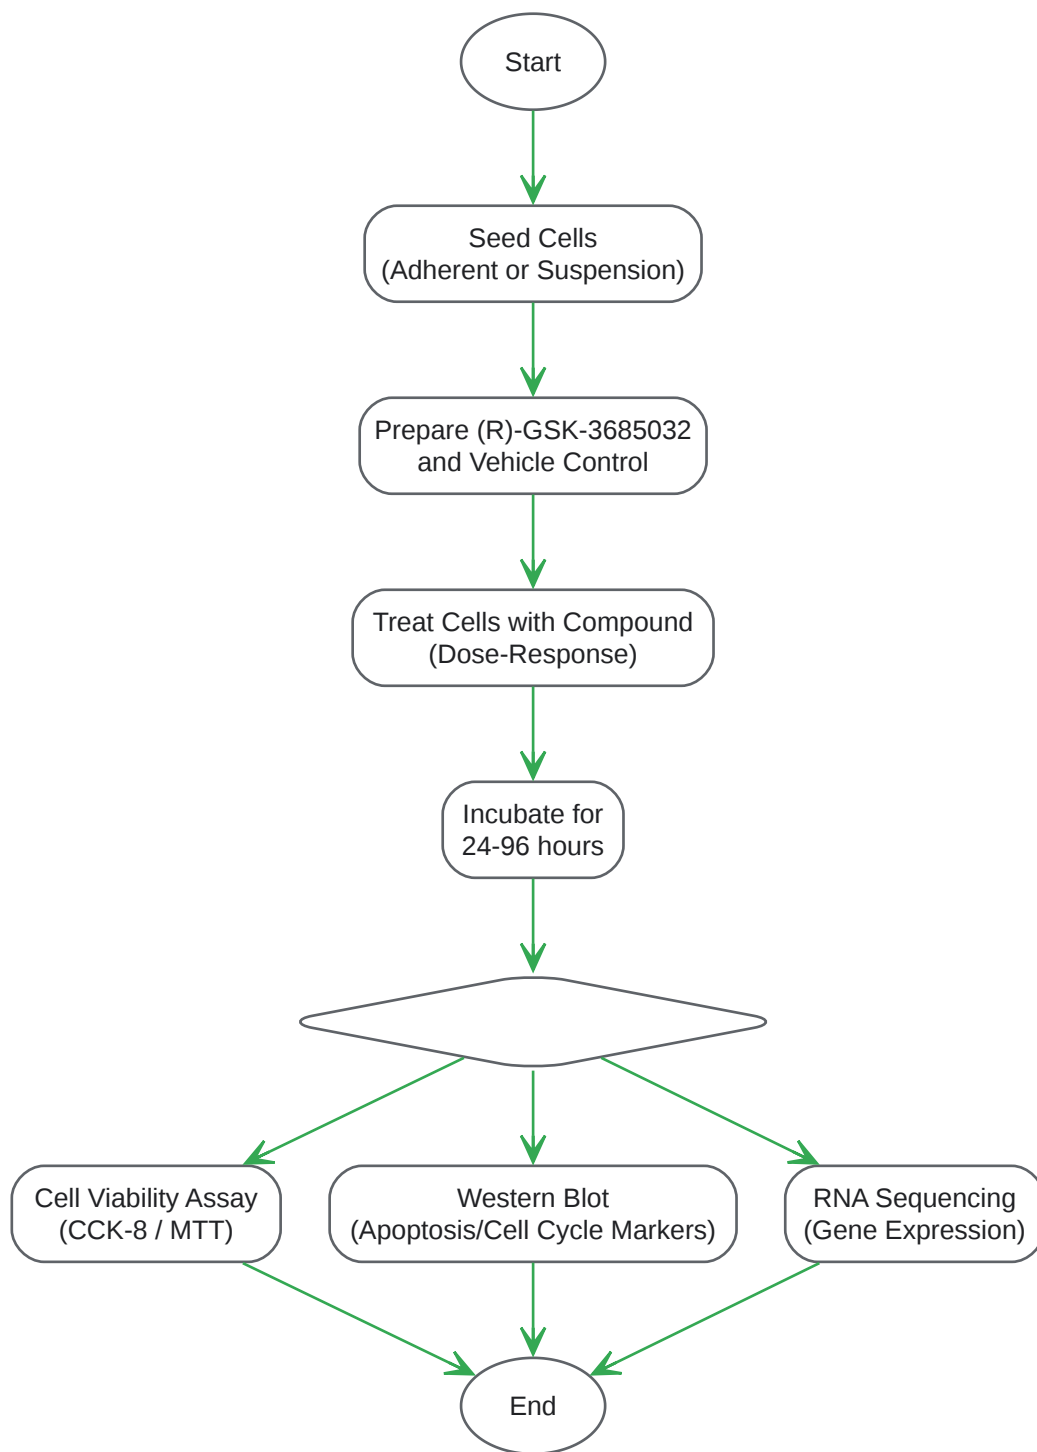 Start
Seed Cells
(Adherent or Suspension)
Prepare (R)-GSK-3685032
and Vehicle Control
Treat Cells with Compound
(Dose-Response)
Incubate for
24-96 hours
Cell Viability Assay
(CCK-8 / MTT)
Western Blot
(Apoptosis/Cell Cycle Markers)
RNA Sequencing
(Gene Expression)
End